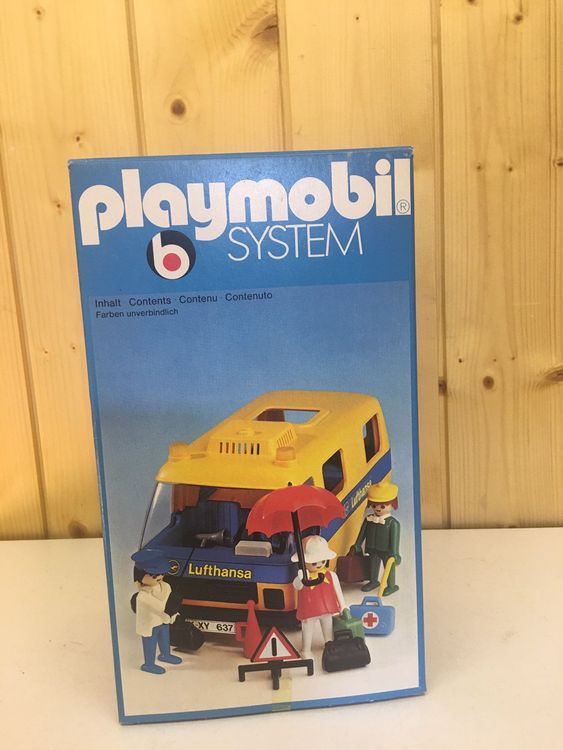 playmobil®
SYSTEM
Inhalt · Contents · Contenu · Contenuto
Farben unverbindlich
Lufthansa
Lufthansa
XY 637